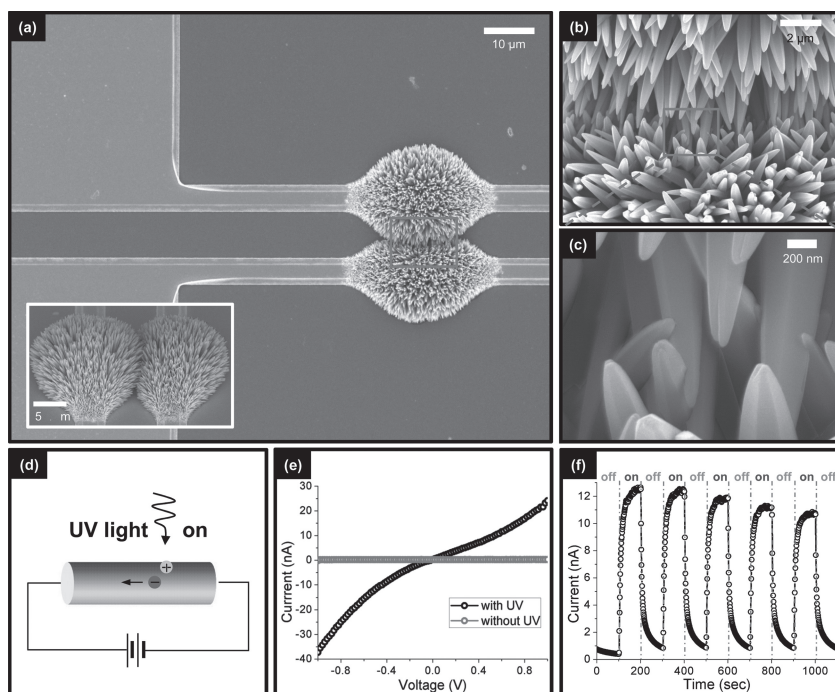 (a)
10 µm
5 m
(b)
2 µm
(c)
200 nm
(d)
UV light on
+
−
(e)
30
20
10
0
-10
-20
-30
-40
Currrent (nA)
with UV
without UV
-0.8 -0.4 0.0 0.4 0.8
Voltage (V)
(f)
off on off on off on off on off on off
12
10
8
6
4
2
0
Current (nA)
0 200 400 600 800 1000
Time (sec)